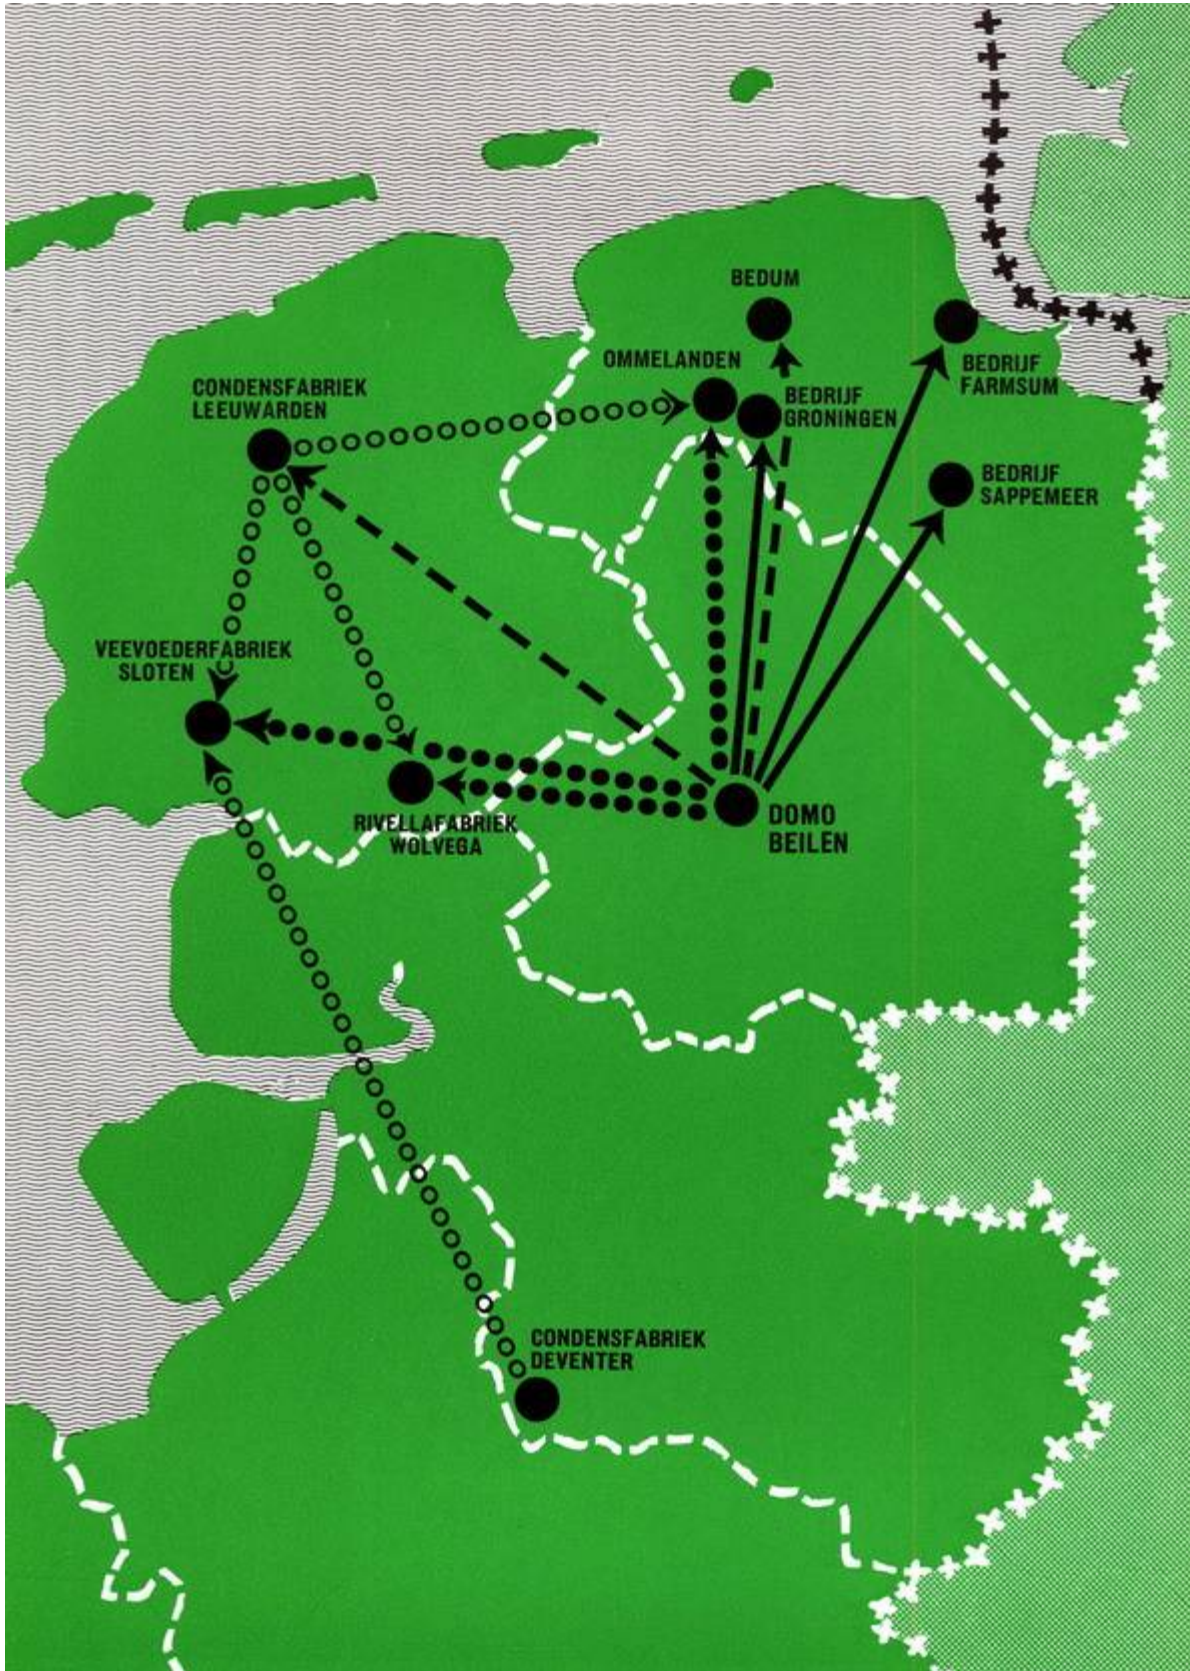 BEDUM
OMMELANDEN
BEDRIJF
FARMSUM
CONDENSFABRIEK
LEEUWARDEN
BEDRIJF
GRONINGEN
BEDRIJF
SAPPEMEER
VEEVOEDERFABRIEK
SLOTEN
RIVELLAFABRIEK
WOLVEGA
DOMO
BEILEN
CONDENSFABRIEK
DEVENTER